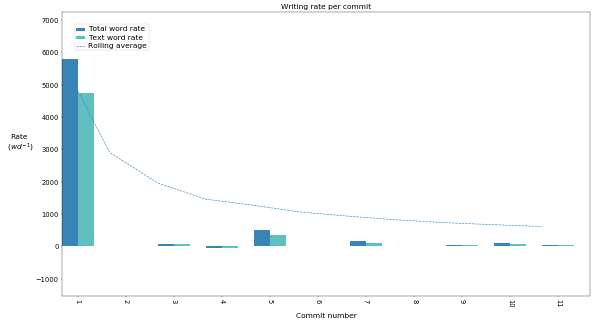 Writing rate per commit
Total word rate
Text word rate
Rolling average
7000
6000
5000
4000
3000
2000
1000
0
−1000
Rate
(wd⁻¹)
1
2
3
4
5
6
7
8
9
10
11
Commit number